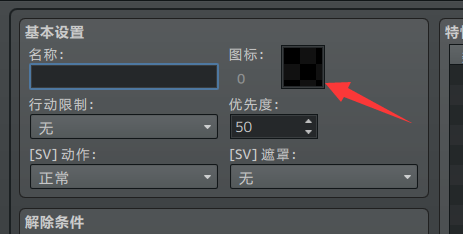 基本设置
名称:
图标:
0
行动限制:
优先度:
无
50
[SV] 动作:
[SV] 遮罩:
正常
无
解除条件